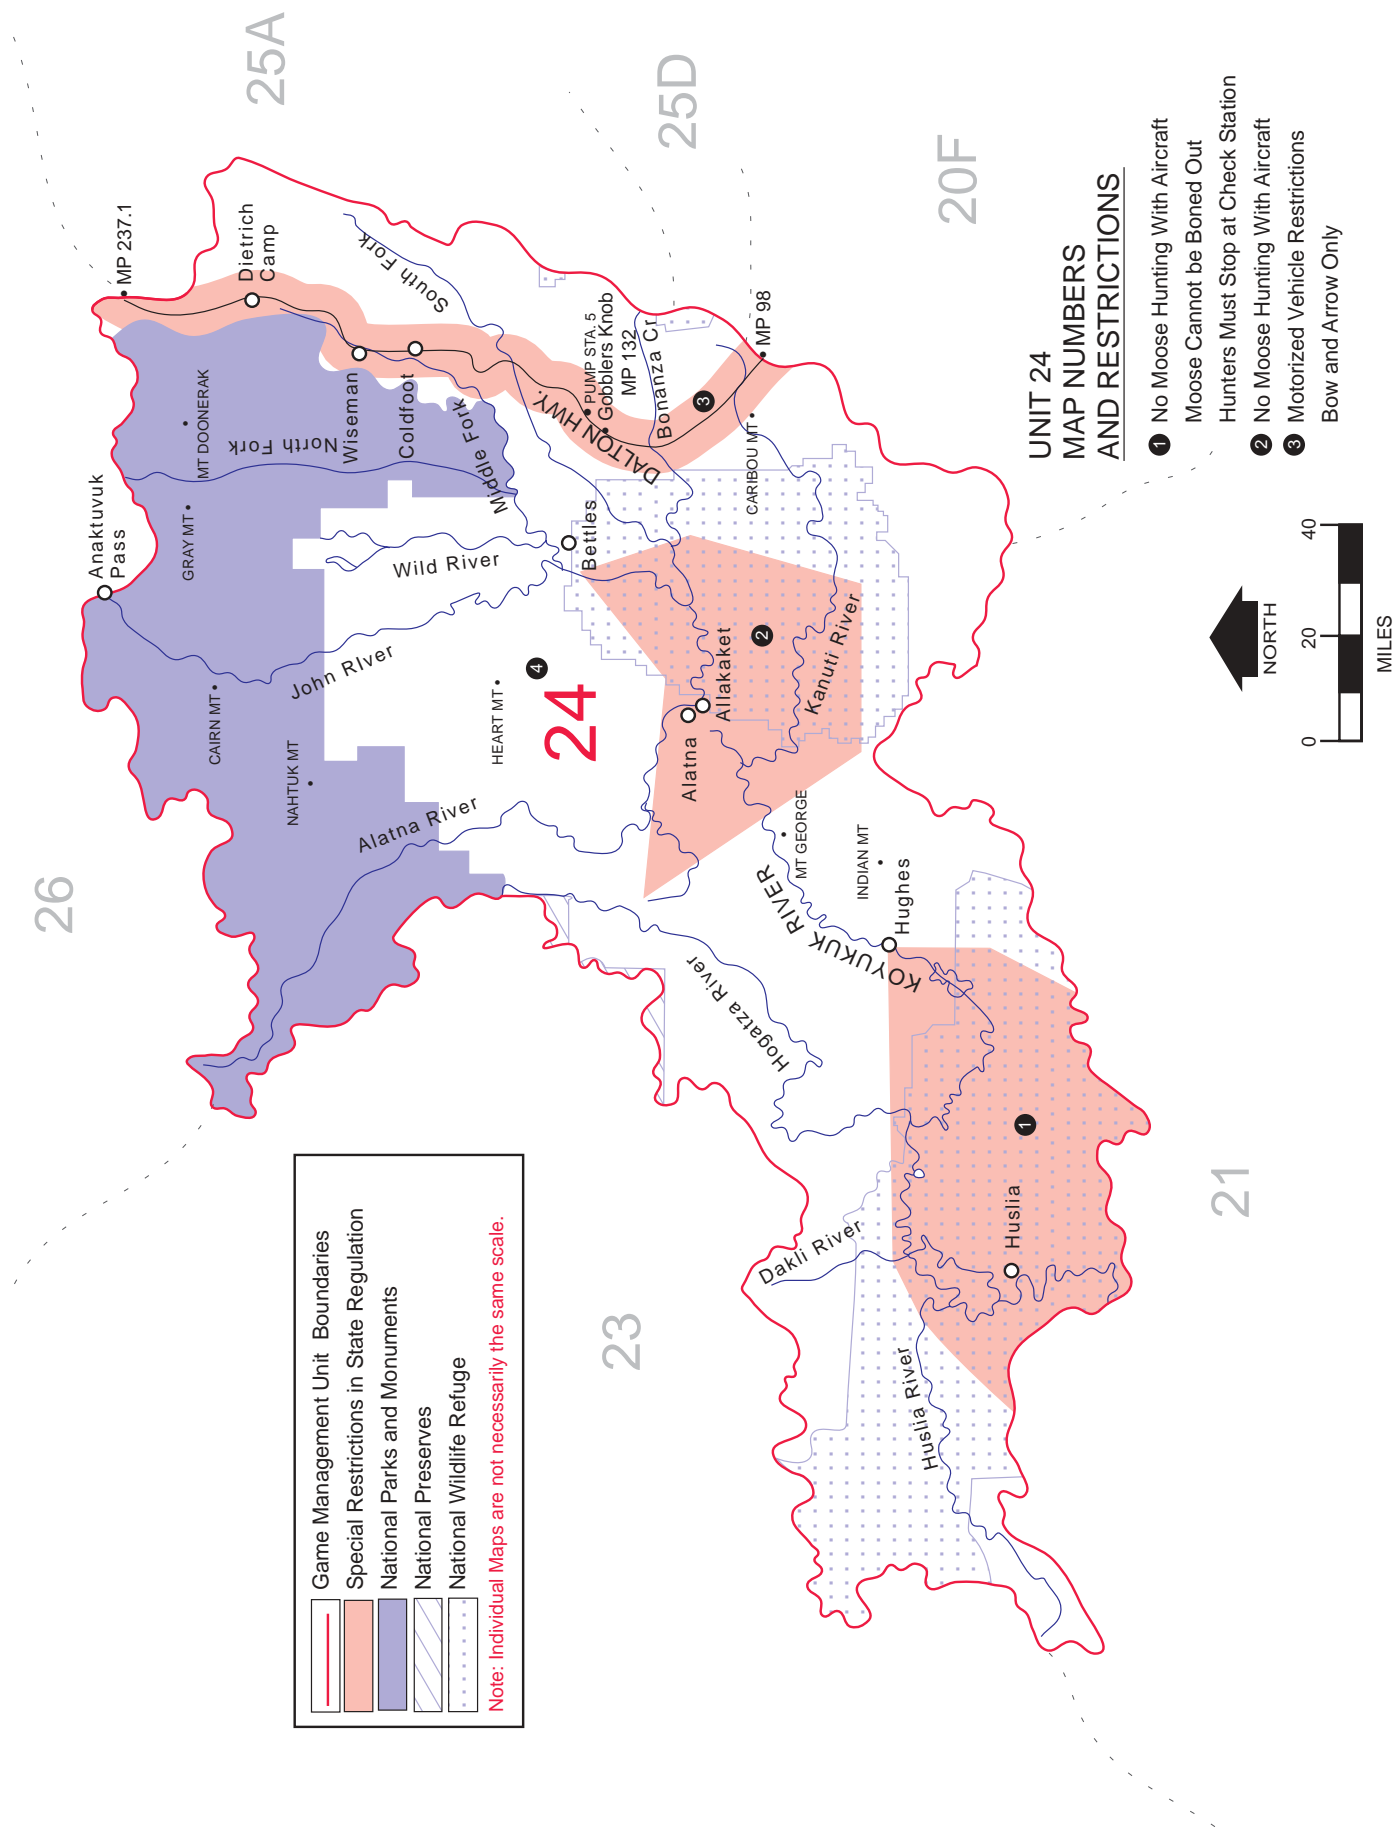 26
25A
25D
20F
23
21
24
4
2
3
1
MP 237.1
Dietrich
Camp
Anaktuvuk
Pass
MT DOONERAK
GRAY MT
CAIRN MT
NAHTUK MT
HEART MT
North Fork
Wiseman
Coldfoot
Middle Fork
South Fork
PUMP STA. 5
Gobblers Knob
MP 132
Bonanza Cr
MP 98
DALTON HWY.
CARIBOU MT
Bettles
Wild River
John RIver
Alatna River
Alatna
Allakaket
Kanuti River
MT GEORGE
INDIAN MT
Hughes
KOYUKUK RIVER
Hogatza River
Dakli River
Huslia
Huslia River
Game Management Unit Boundaries
Special Restrictions in State Regulation
National Parks and Monuments
National Preserves
National Wildlife Refuge
Note: Individual Maps are not necessarily the same scale.
UNIT 24
MAP NUMBERS
AND RESTRICTIONS
1 No Moose Hunting With Aircraft
Moose Cannot be Boned Out
Hunters Must Stop at Check Station
2 No Moose Hunting With Aircraft
3 Motorized Vehicle Restrictions
Bow and Arrow Only
NORTH
0 20 40
MILES